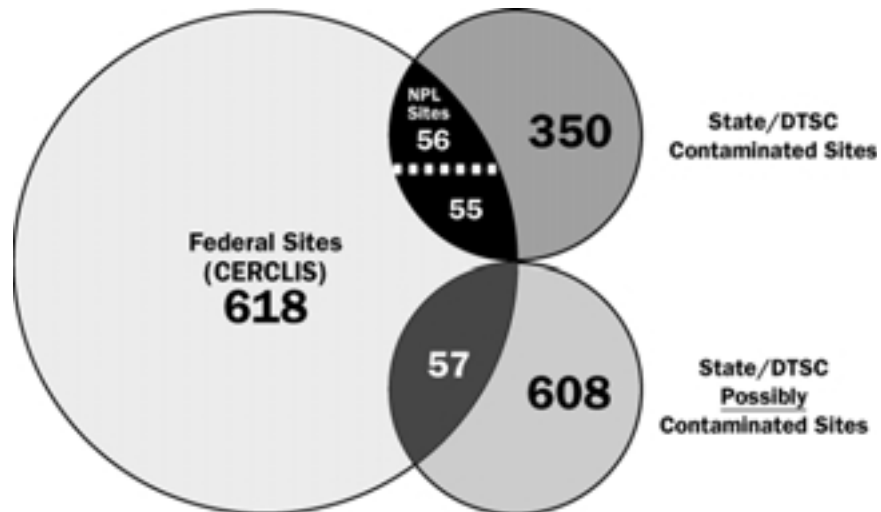 NPL
Sites
56
350
State/DTSC
Contaminated Sites
55
Federal Sites
(CERCLIS)
618
57
608
State/DTSC
Possibly
Contaminated Sites